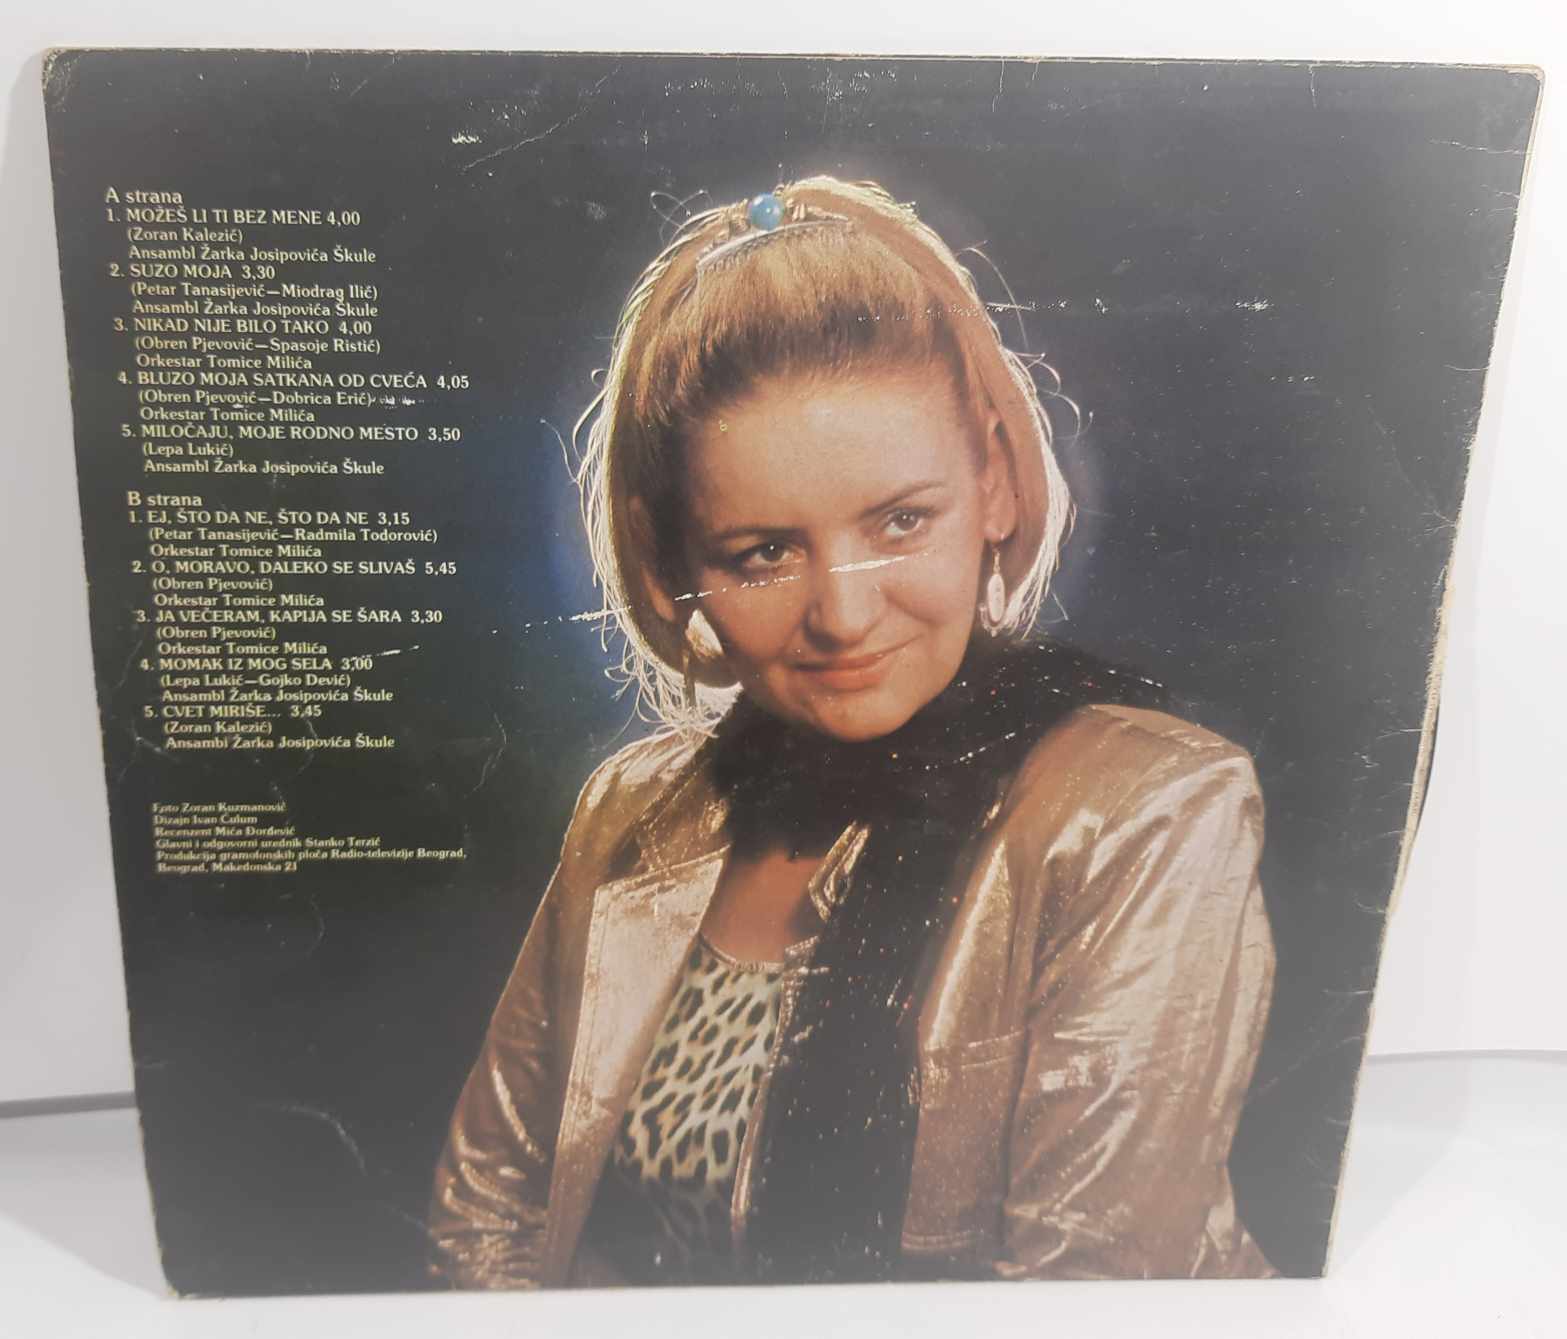 A strana
1. MOŽEŠ LI TI BEZ MENE 4,00
(Zoran Kalezić)
Ansambl Žarka Josipovića Škule
2. SUZO MOJA 3,30
(Petar Tanasijević—Miodrag Ilić)
Ansambl Žarka Josipovića Škule
3. NIKAD NIJE BILO TAKO 4,00
(Obren Pjevović—Spasoje Ristić)
Orkestar Tomice Milića
4. BLUZO MOJA SATKANA OD CVEĆA 4,05
(Obren Pjevović—Dobrica Erić)
Orkestar Tomice Milića
5. MILOČAJU, MOJE RODNO MESTO 3,50
(Lepa Lukić)
Ansambl Žarka Josipovića Škule
B strana
1. EJ, ŠTO DA NE, ŠTO DA NE 3,15
(Petar Tanasijević—Radmila Todorović)
Orkestar Tomice Milića
2. O, MORAVO, DALEKO SE SLIVAŠ 5,45
(Obren Pjevović)
Orkestar Tomice Milića
3. JA VEČERAM, KAPIJA SE ŠARA 3,30
(Obren Pjevović)
Orkestar Tomice Milića
4. MOMAK IZ MOG SELA 3,00
(Lepa Lukić—Gojko Dević)
Ansambl Žarka Josipovića Škule
5. CVET MIRIŠE... 3,45
(Zoran Kalezić)
Ansambl Žarka Josipovića Škule
Foto Zoran Kuzmanović
Dizajn Ivan Ćulum
Recenzent Mića Đorđević
Glavni i odgovorni urednik Stanko Terzić
Produkcija gramofonskih ploča Radio-televizije Beograd,
Beograd, Makedonska 21